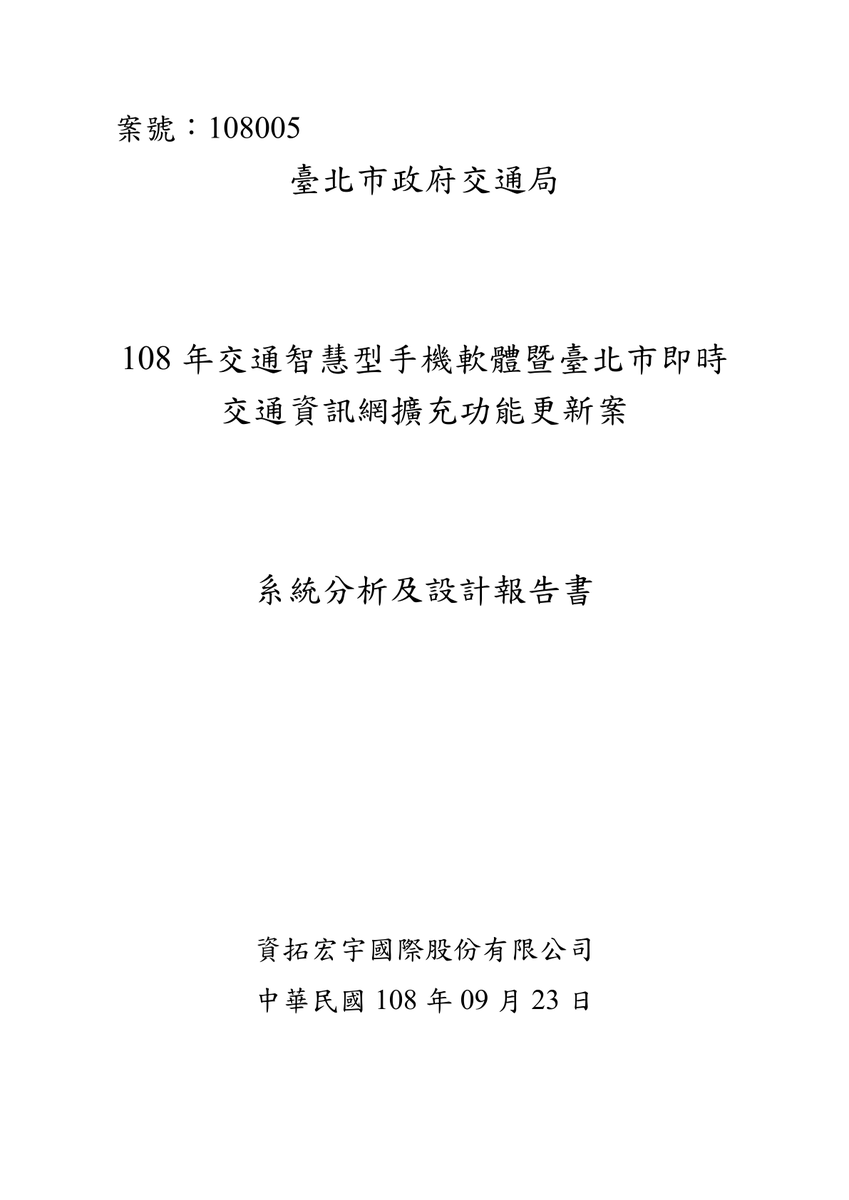 案號：108005
臺北市政府交通局
108 年交通智慧型手機軟體暨臺北市即時
交通資訊網擴充功能更新案
系統分析及設計報告書
資拓宏宇國際股份有限公司
中華民國 108 年 09 月 23 日